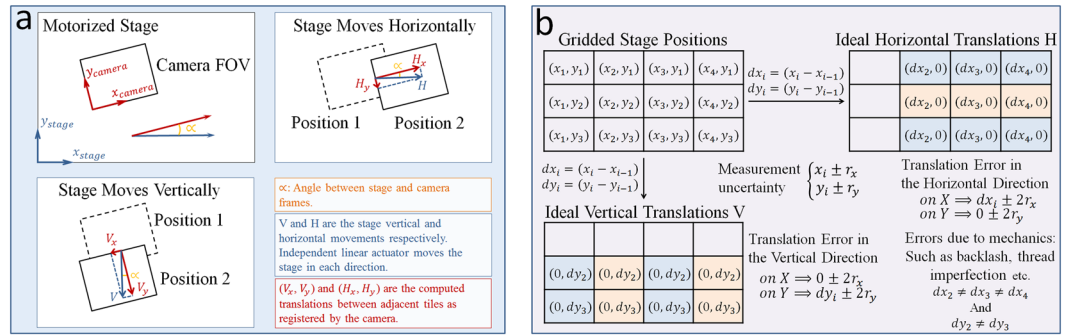 a
Motorized Stage
Camera FOV
y_camera
x_camera
y_stage
x_stage
∝
Stage Moves Horizontally
∝
H_x
H_y
H
Position 1
Position 2
Stage Moves Vertically
Position 1
V_x
∝
V
V_y
Position 2
∝: Angle between stage and camera
frames.
V and H are the stage vertical and
horizontal movements respectively.
Independent linear actuator moves the
stage in each direction.
(V_x, V_y) and (H_x, H_y) are the computed
translations between adjacent tiles as
registered by the camera.
b
Gridded Stage Positions
(x_1, y_1) (x_2, y_1) (x_3, y_1) (x_4, y_1)
(x_1, y_2) (x_2, y_2) (x_3, y_2) (x_4, y_2)
(x_1, y_3) (x_2, y_3) (x_3, y_3) (x_4, y_3)
dx_i = (x_i − x_{i−1})
dy_i = (y_i − y_{i−1})
Ideal Horizontal Translations H
(dx_2, 0) (dx_3, 0) (dx_4, 0)
(dx_2, 0) (dx_3, 0) (dx_4, 0)
(dx_2, 0) (dx_3, 0) (dx_4, 0)
dx_i = (x_i − x_{i−1})
dy_i = (y_i − y_{i−1})
Measurement
uncertainty
{x_i ± r_x
y_i ± r_y
Translation Error in
the Horizontal Direction
on X ⟹ dx_i ± 2r_x
on Y ⟹ 0 ± 2r_y
Ideal Vertical Translations V
(0, dy_2) (0, dy_2) (0, dy_2) (0, dy_2)
(0, dy_3) (0, dy_3) (0, dy_3) (0, dy_3)
Translation Error in
the Vertical Direction
on X ⟹ 0 ± 2r_x
on Y ⟹ dy_i ± 2r_y
Errors due to mechanics:
Such as backlash, thread
imperfection etc.
dx_2 ≠ dx_3 ≠ dx_4
And
dy_2 ≠ dy_3